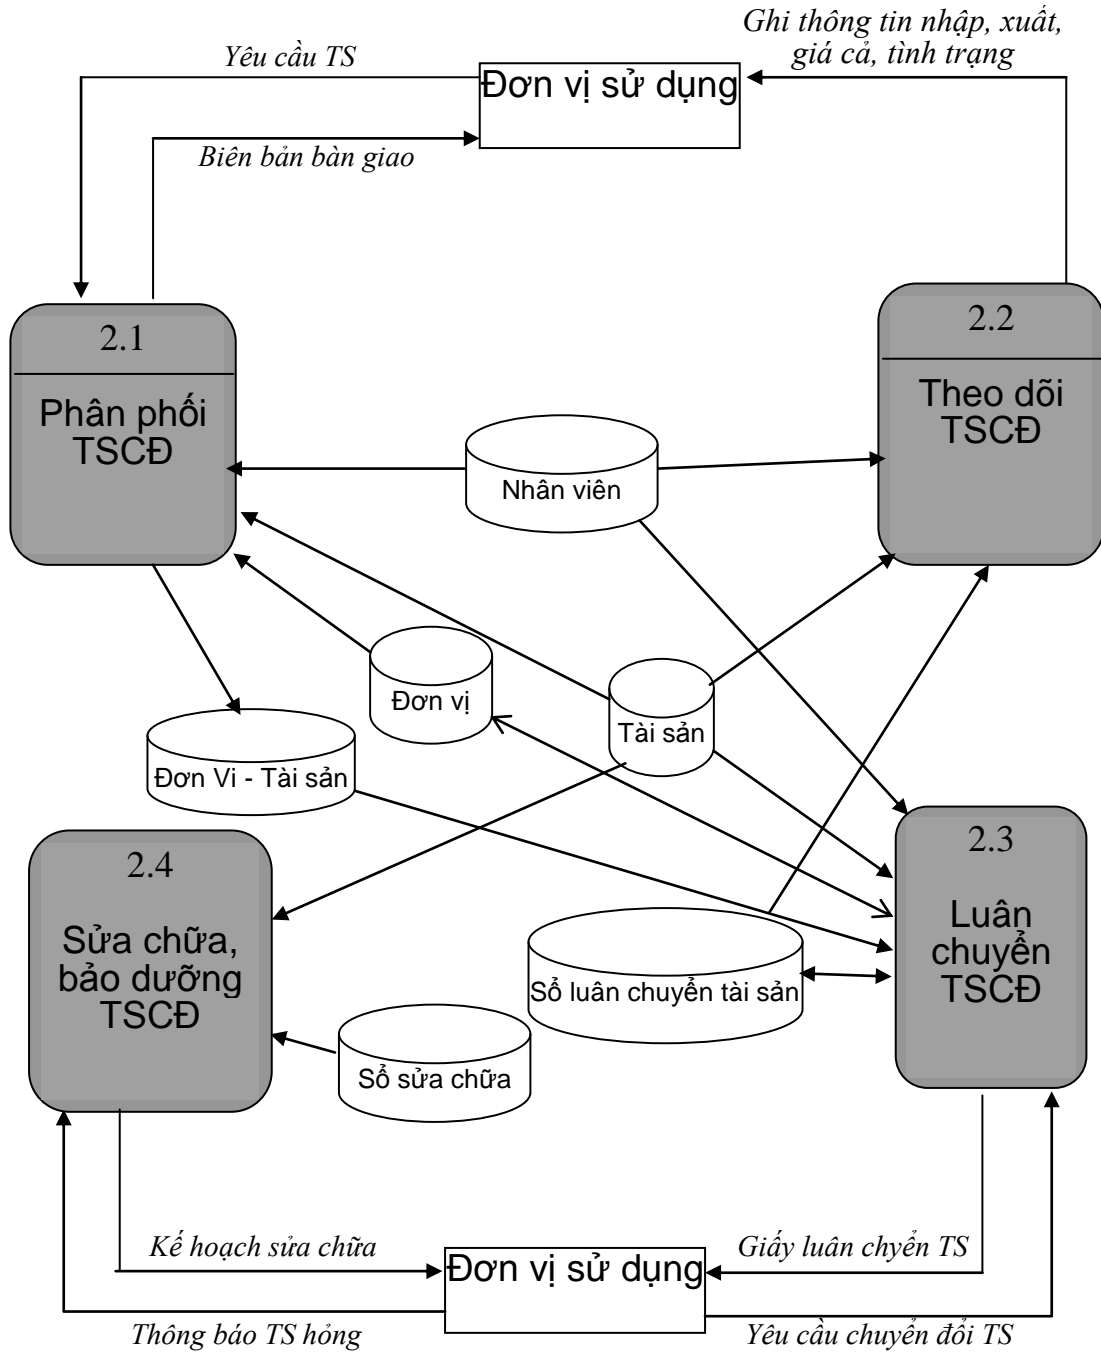 Ghi thông tin nhập, xuất,
giá cả, tình trạng
Yêu cầu TS
Đơn vị sử dụng
Biên bản bàn giao
2.1
Phân phối
TSCĐ
2.2
Theo dõi
TSCĐ
Nhân viên
Đơn vị
Tài sản
Đơn Vi - Tài sản
2.4
Sửa chữa,
bảo dưỡng
TSCĐ
2.3
Luân
chuyển
TSCĐ
Sổ luân chuyển tài sản
Sổ sửa chữa
Kế hoạch sửa chữa
Giấy luân chyển TS
Đơn vị sử dụng
Thông báo TS hỏng
Yêu cầu chuyển đổi TS